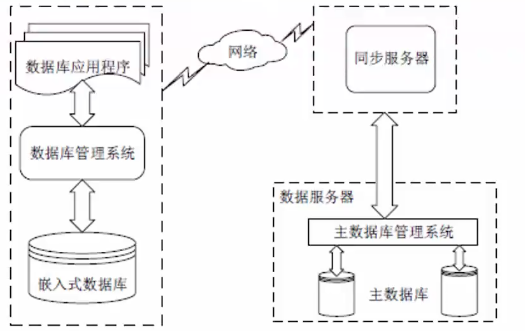 数据库应用程序
数据库管理系统
嵌入式数据库
网络
同步服务器
数据服务器
主数据库管理系统
主数据库